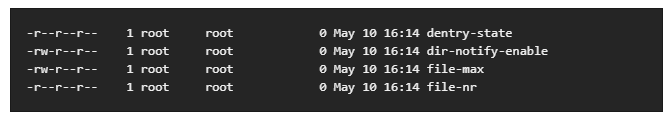 -r--r--r-- 1 root root 0 May 10 16:14 dentry-state
-rw-r--r-- 1 root root 0 May 10 16:14 dir-notify-enable
-rw-r--r-- 1 root root 0 May 10 16:14 file-max
-r--r--r-- 1 root root 0 May 10 16:14 file-nr